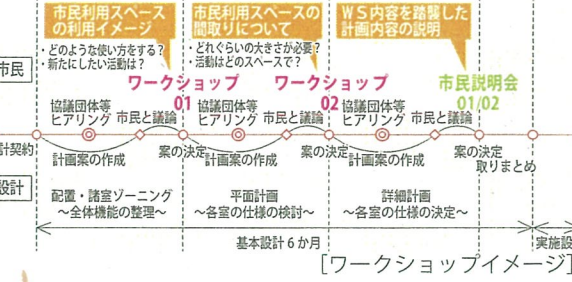 市民利用スペース
の利用イメージ
市民利用スペースの
間取りについて
WS内容を踏襲した
計画内容の説明
・どのような使い方をする?
・新たにしたい活動は?
・どれぐらいの大きさが必要?
・活動はどのスペースで?
市民
ワークショップ
01
ワークショップ
02
市民説明会
01/02
協議団体等
ヒアリング
市民と議論
協議団体等
ヒアリング
市民と議論
協議団体等
ヒアリング
市民と議論
計契約
計画案の作成
案の決定
計画案の作成
案の決定
計画案の作成
案の決定
取りまとめ
設計
配置・諸室ゾーニング
~全体機能の整理~
平面計画
~各室の仕様の検討~
詳細計画
~各室の仕様の決定~
基本設計6か月
実施設
[ワークショップイメージ]